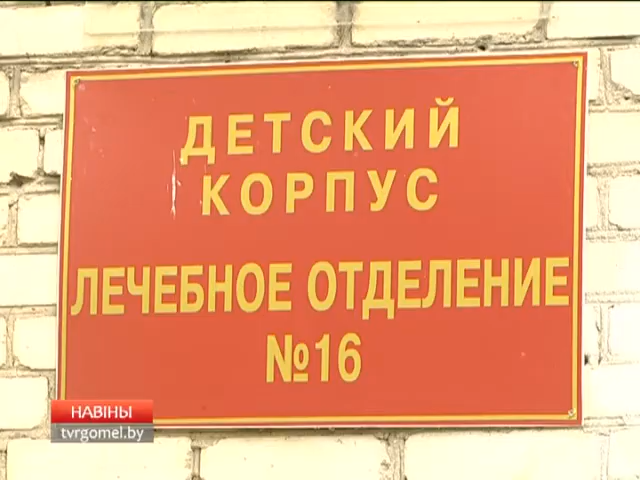 ДЕТСКИЙ
КОРПУС
ЛЕЧЕБНОЕ ОТДЕЛЕНИЕ
№16
НАВІНЫ
tvrgomel.by